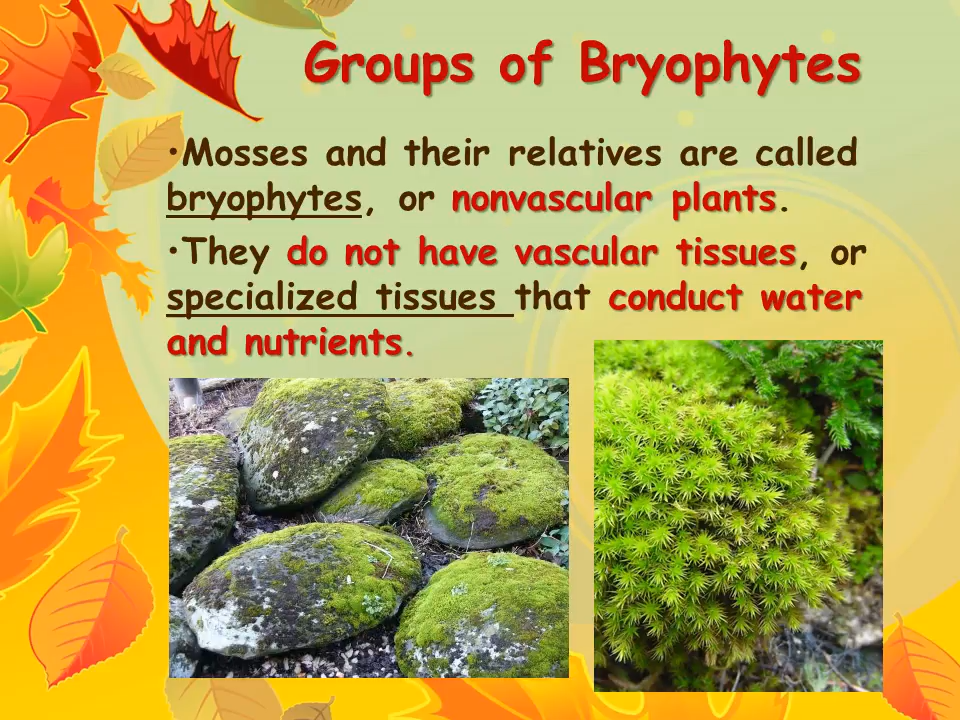 Groups of Bryophytes
•Mosses and their relatives are called
bryophytes, or nonvascular plants.
•They do not have vascular tissues, or
specialized tissues that conduct water
and nutrients.